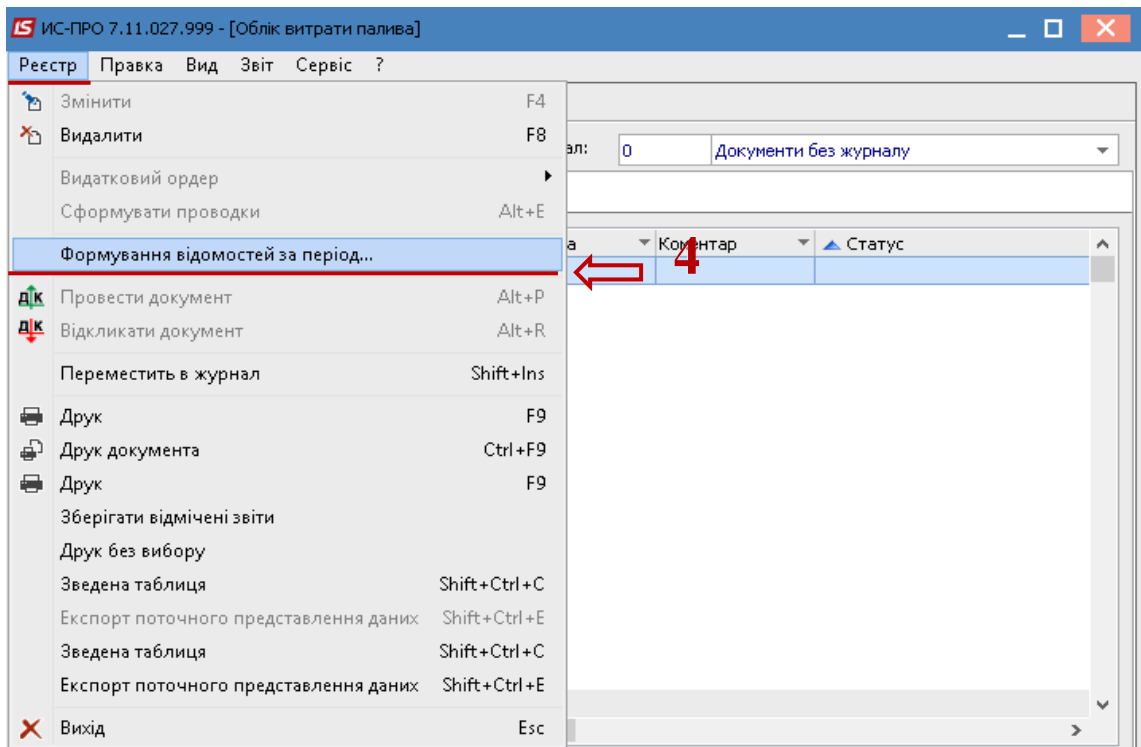 ИС-ПРО 7.11.027.999 - [Облік витрати палива]
Реєстр Правка Вид Звіт Сервіс ?
Змінити F4
Видалити F8
ал: 0 Документи без журналу
Видатковий ордер
Сформувати проводки Alt+E
Формування відомостей за період...
а Коментар Статус
4
Провести документ Alt+P
Відкликати документ Alt+R
Переместить в журнал Shift+Ins
Друк F9
Друк документа Ctrl+F9
Друк F9
Зберігати відмічені звіти
Друк без вибору
Зведена таблиця Shift+Ctrl+C
Експорт поточного представлення даних Shift+Ctrl+E
Зведена таблиця Shift+Ctrl+C
Експорт поточного представлення даних Shift+Ctrl+E
Вихід Esc